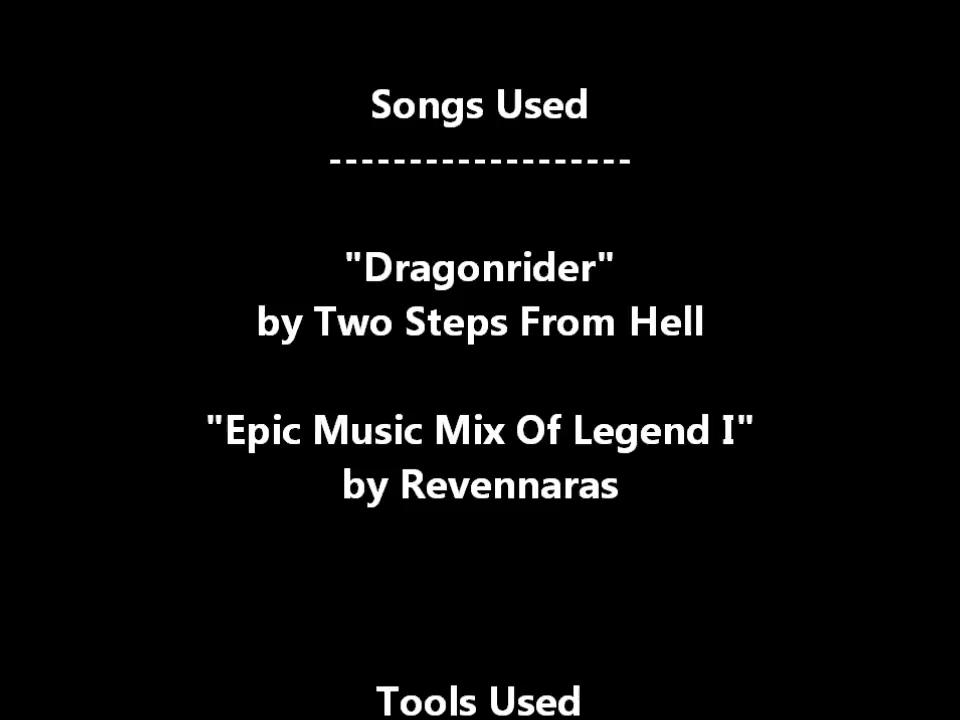 Songs Used
-------------------
"Dragonrider"
by Two Steps From Hell
"Epic Music Mix Of Legend I"
by Revennaras
Tools Used